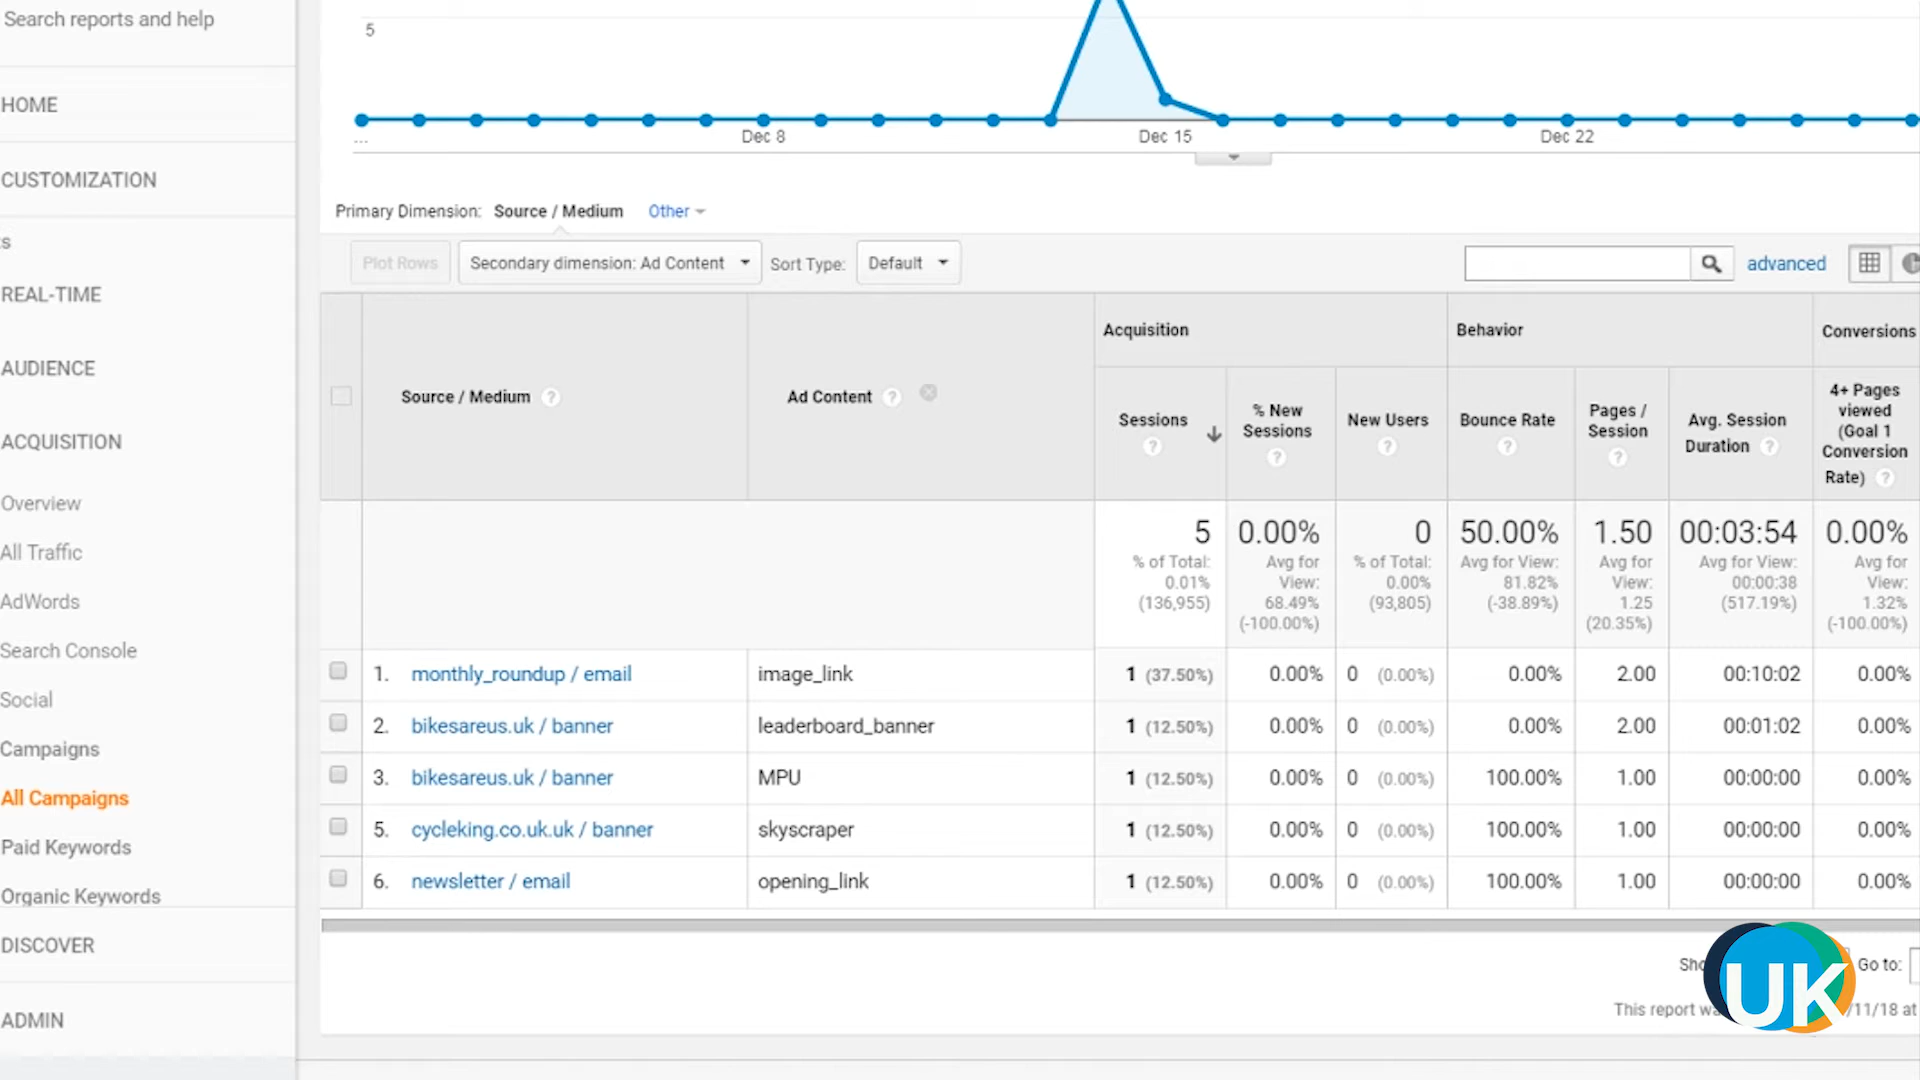 Search reports and help
HOME
CUSTOMIZATION
REAL-TIME
AUDIENCE
ACQUISITION
Overview
All Traffic
AdWords
Search Console
Social
Campaigns
All Campaigns
Paid Keywords
Organic Keywords
DISCOVER
ADMIN
5
...
Dec 8
Dec 15
Dec 22
Primary Dimension: Source / Medium Other
Plot Rows Secondary dimension: Ad Content Sort Type: Default advanced
Acquisition Behavior Conversions
Source / Medium ? Ad Content ?
Sessions ?
% New
Sessions
?
New Users
?
Bounce Rate
?
Pages /
Session
?
Avg. Session
Duration ?
4+ Pages
viewed
(Goal 1
Conversion
Rate) ?
5
% of Total:
0.01%
(136,955)
0.00%
Avg for
View:
68.49%
(-100.00%)
0
% of Total:
0.00%
(93,805)
50.00%
Avg for View:
81.82%
(-38.89%)
1.50
Avg for
View:
1.25
(20.35%)
00:03:54
Avg for View:
00:00:38
(517.19%)
0.00%
Avg for
View:
1.32%
(-100.00%)
1. monthly_roundup / email image_link 1 (37.50%) 0.00% 0 (0.00%) 0.00% 2.00 00:10:02 0.00%
2. bikesareus.uk / banner leaderboard_banner 1 (12.50%) 0.00% 0 (0.00%) 0.00% 2.00 00:01:02 0.00%
3. bikesareus.uk / banner MPU 1 (12.50%) 0.00% 0 (0.00%) 100.00% 1.00 00:00:00 0.00%
5. cycleking.co.uk.uk / banner skyscraper 1 (12.50%) 0.00% 0 (0.00%) 100.00% 1.00 00:00:00 0.00%
6. newsletter / email opening_link 1 (12.50%) 0.00% 0 (0.00%) 100.00% 1.00 00:00:00 0.00%
Go to:
This report /11/18 at
UK